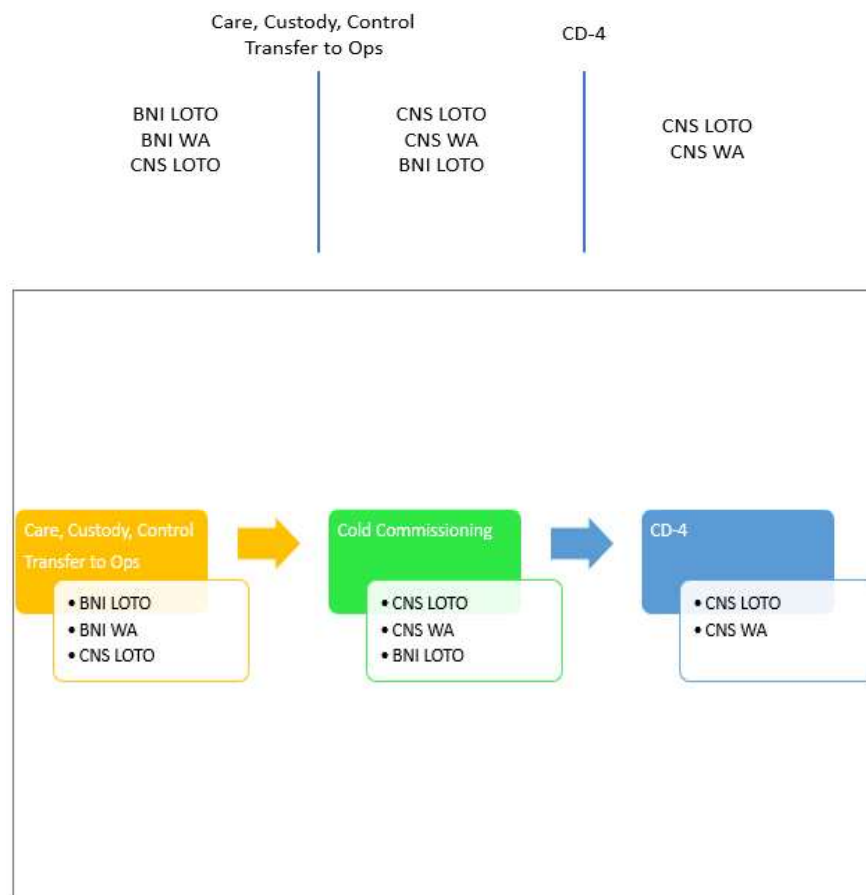 Care, Custody, Control
Transfer to Ops
CD-4
BNI LOTO
BNI WA
CNS LOTO
CNS LOTO
CNS WA
BNI LOTO
CNS LOTO
CNS WA
Care, Custody, Control
Transfer to Ops
• BNI LOTO
• BNI WA
• CNS LOTO
Cold Commissioning
• CNS LOTO
• CNS WA
• BNI LOTO
CD-4
• CNS LOTO
• CNS WA